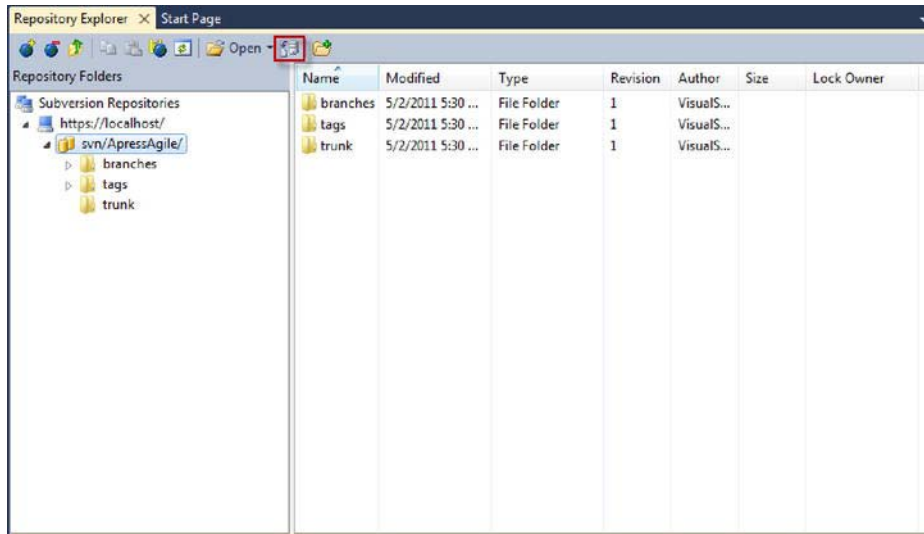 Repository Explorer Start Page
Open
Repository Folders
Subversion Repositories
https://localhost/
svn/ApressAgile/
branches
tags
trunk
Name Modified Type Revision Author Size Lock Owner
branches 5/2/2011 5:30 ... File Folder 1 VisualS...
tags 5/2/2011 5:30 ... File Folder 1 VisualS...
trunk 5/2/2011 5:30 ... File Folder 1 VisualS...